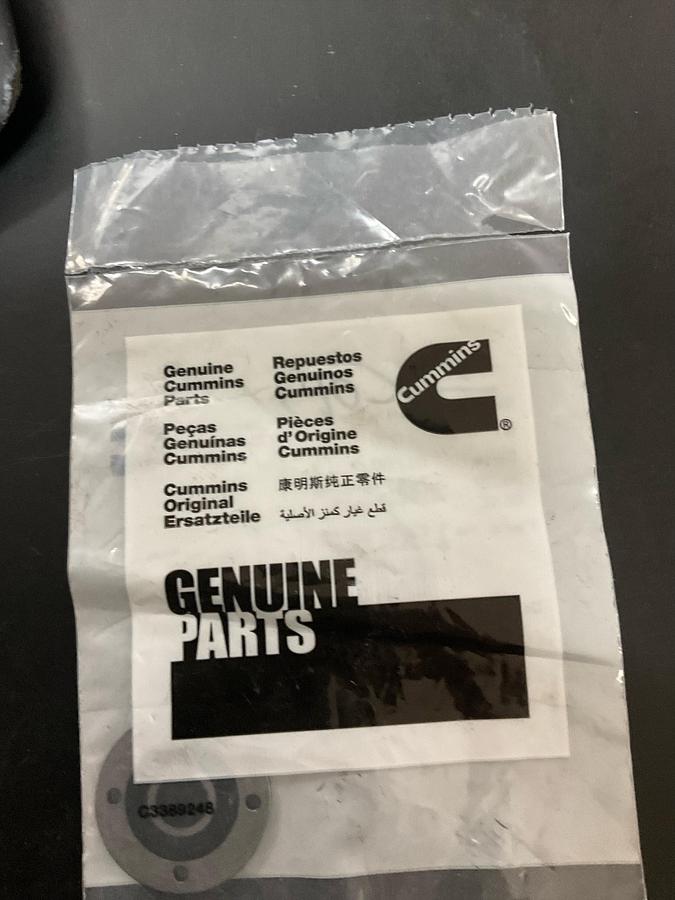 Genuine
Cummins
Parts
Repuestos
Genuinos
Cummins
Cummins
®
Peças
Genuínas
Cummins
Pièces
d'Origine
Cummins
Cummins
Original
Ersatzteile
康明斯纯正零件
قطع غيار كمنز الأصلية
GENUINE
PARTS
C3389248